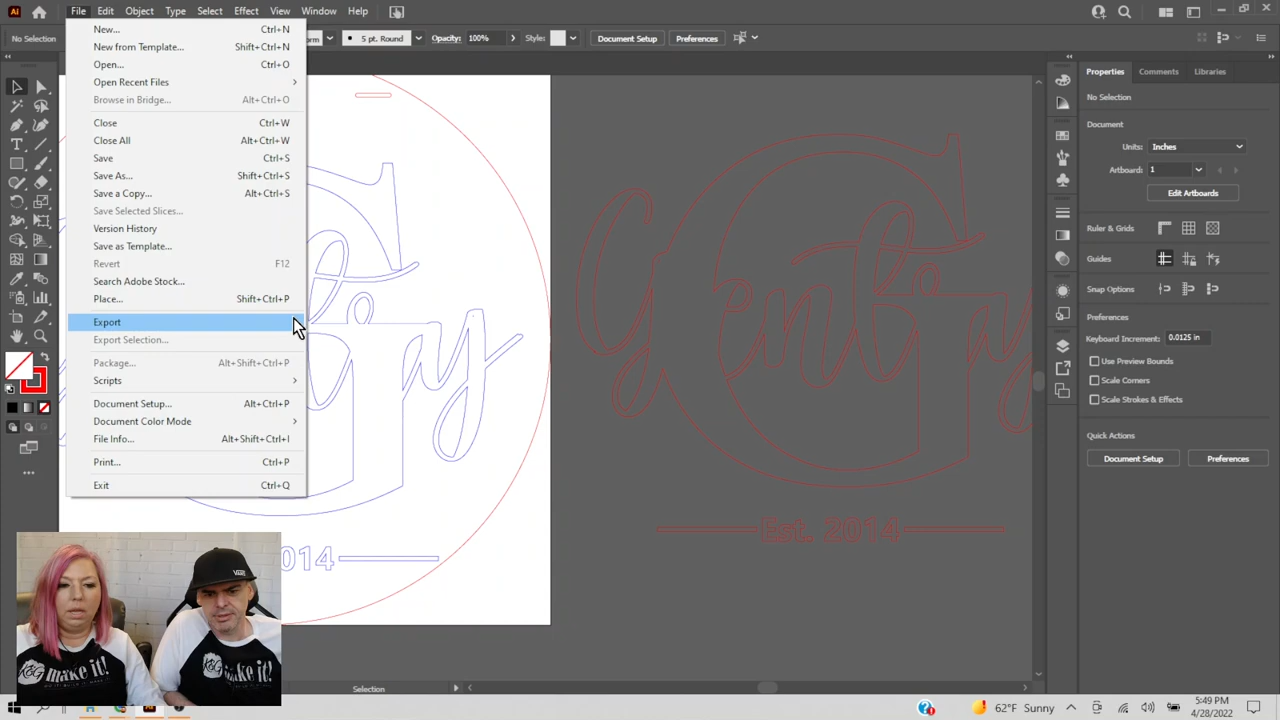 Ai File Edit Object Type Select Effect View Window Help
No Selection
5 pt. Round Opacity: 100% Style: Document Setup Preferences
New... Ctrl+N
New from Template... Shift+Ctrl+N
Open... Ctrl+O
Open Recent Files
Browse in Bridge... Alt+Ctrl+O
Close Ctrl+W
Close All Alt+Ctrl+W
Save Ctrl+S
Save As... Shift+Ctrl+S
Save a Copy... Alt+Ctrl+S
Save Selected Slices...
Version History
Save as Template...
Revert F12
Search Adobe Stock...
Place... Shift+Ctrl+P
Export
Export Selection...
Package... Alt+Shift+Ctrl+P
Scripts
Document Setup... Alt+Ctrl+P
Document Color Mode
File Info... Alt+Shift+Ctrl+I
Print... Ctrl+P
Exit Ctrl+Q
014
Est. 2014
Properties Comments Libraries
No Selection
Document
Units: Inches
Artboard: 1
Edit Artboards
Ruler & Grids
Guides
Snap Options
Preferences
Keyboard Increment: 0.0125 in
Use Preview Bounds
Scale Corners
Scale Strokes & Effects
Quick Actions
Document Setup Preferences
VANS
K&G make it!
K&G make it!
Selection
62°F Sunny
5:49 PM
4/28/2022